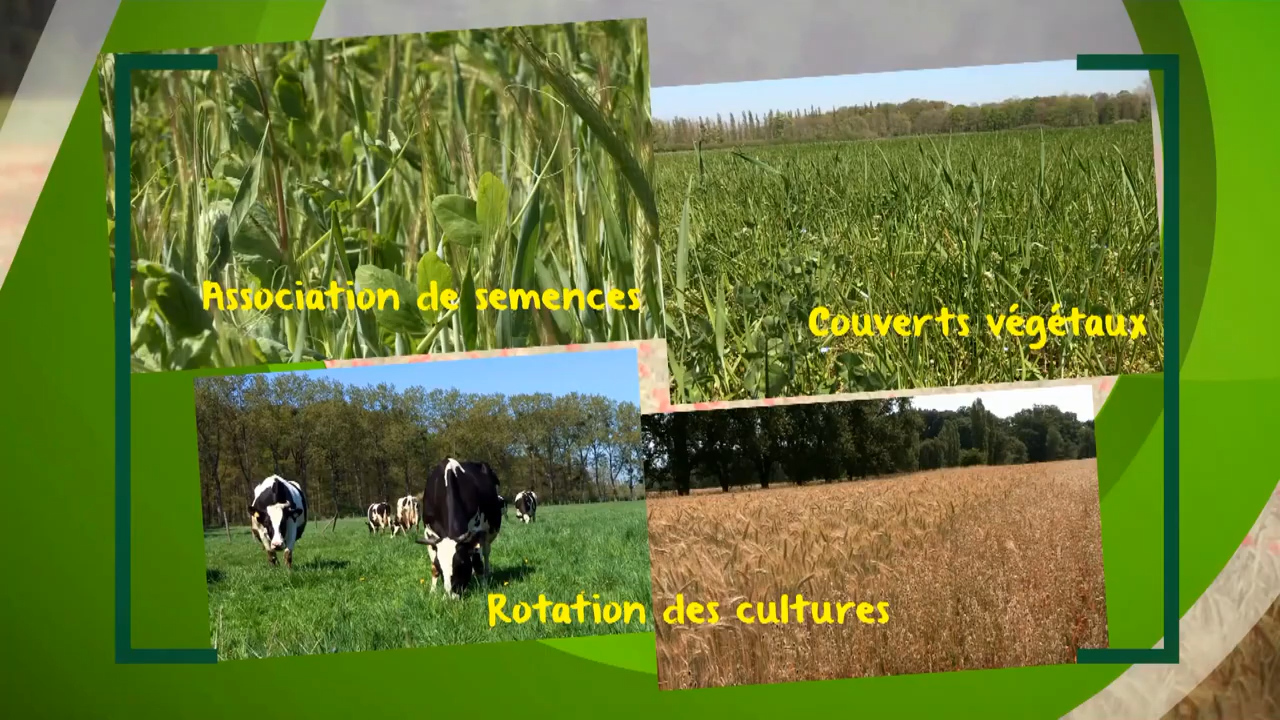 Association de semences
Couverts végétaux
Rotation des cultures